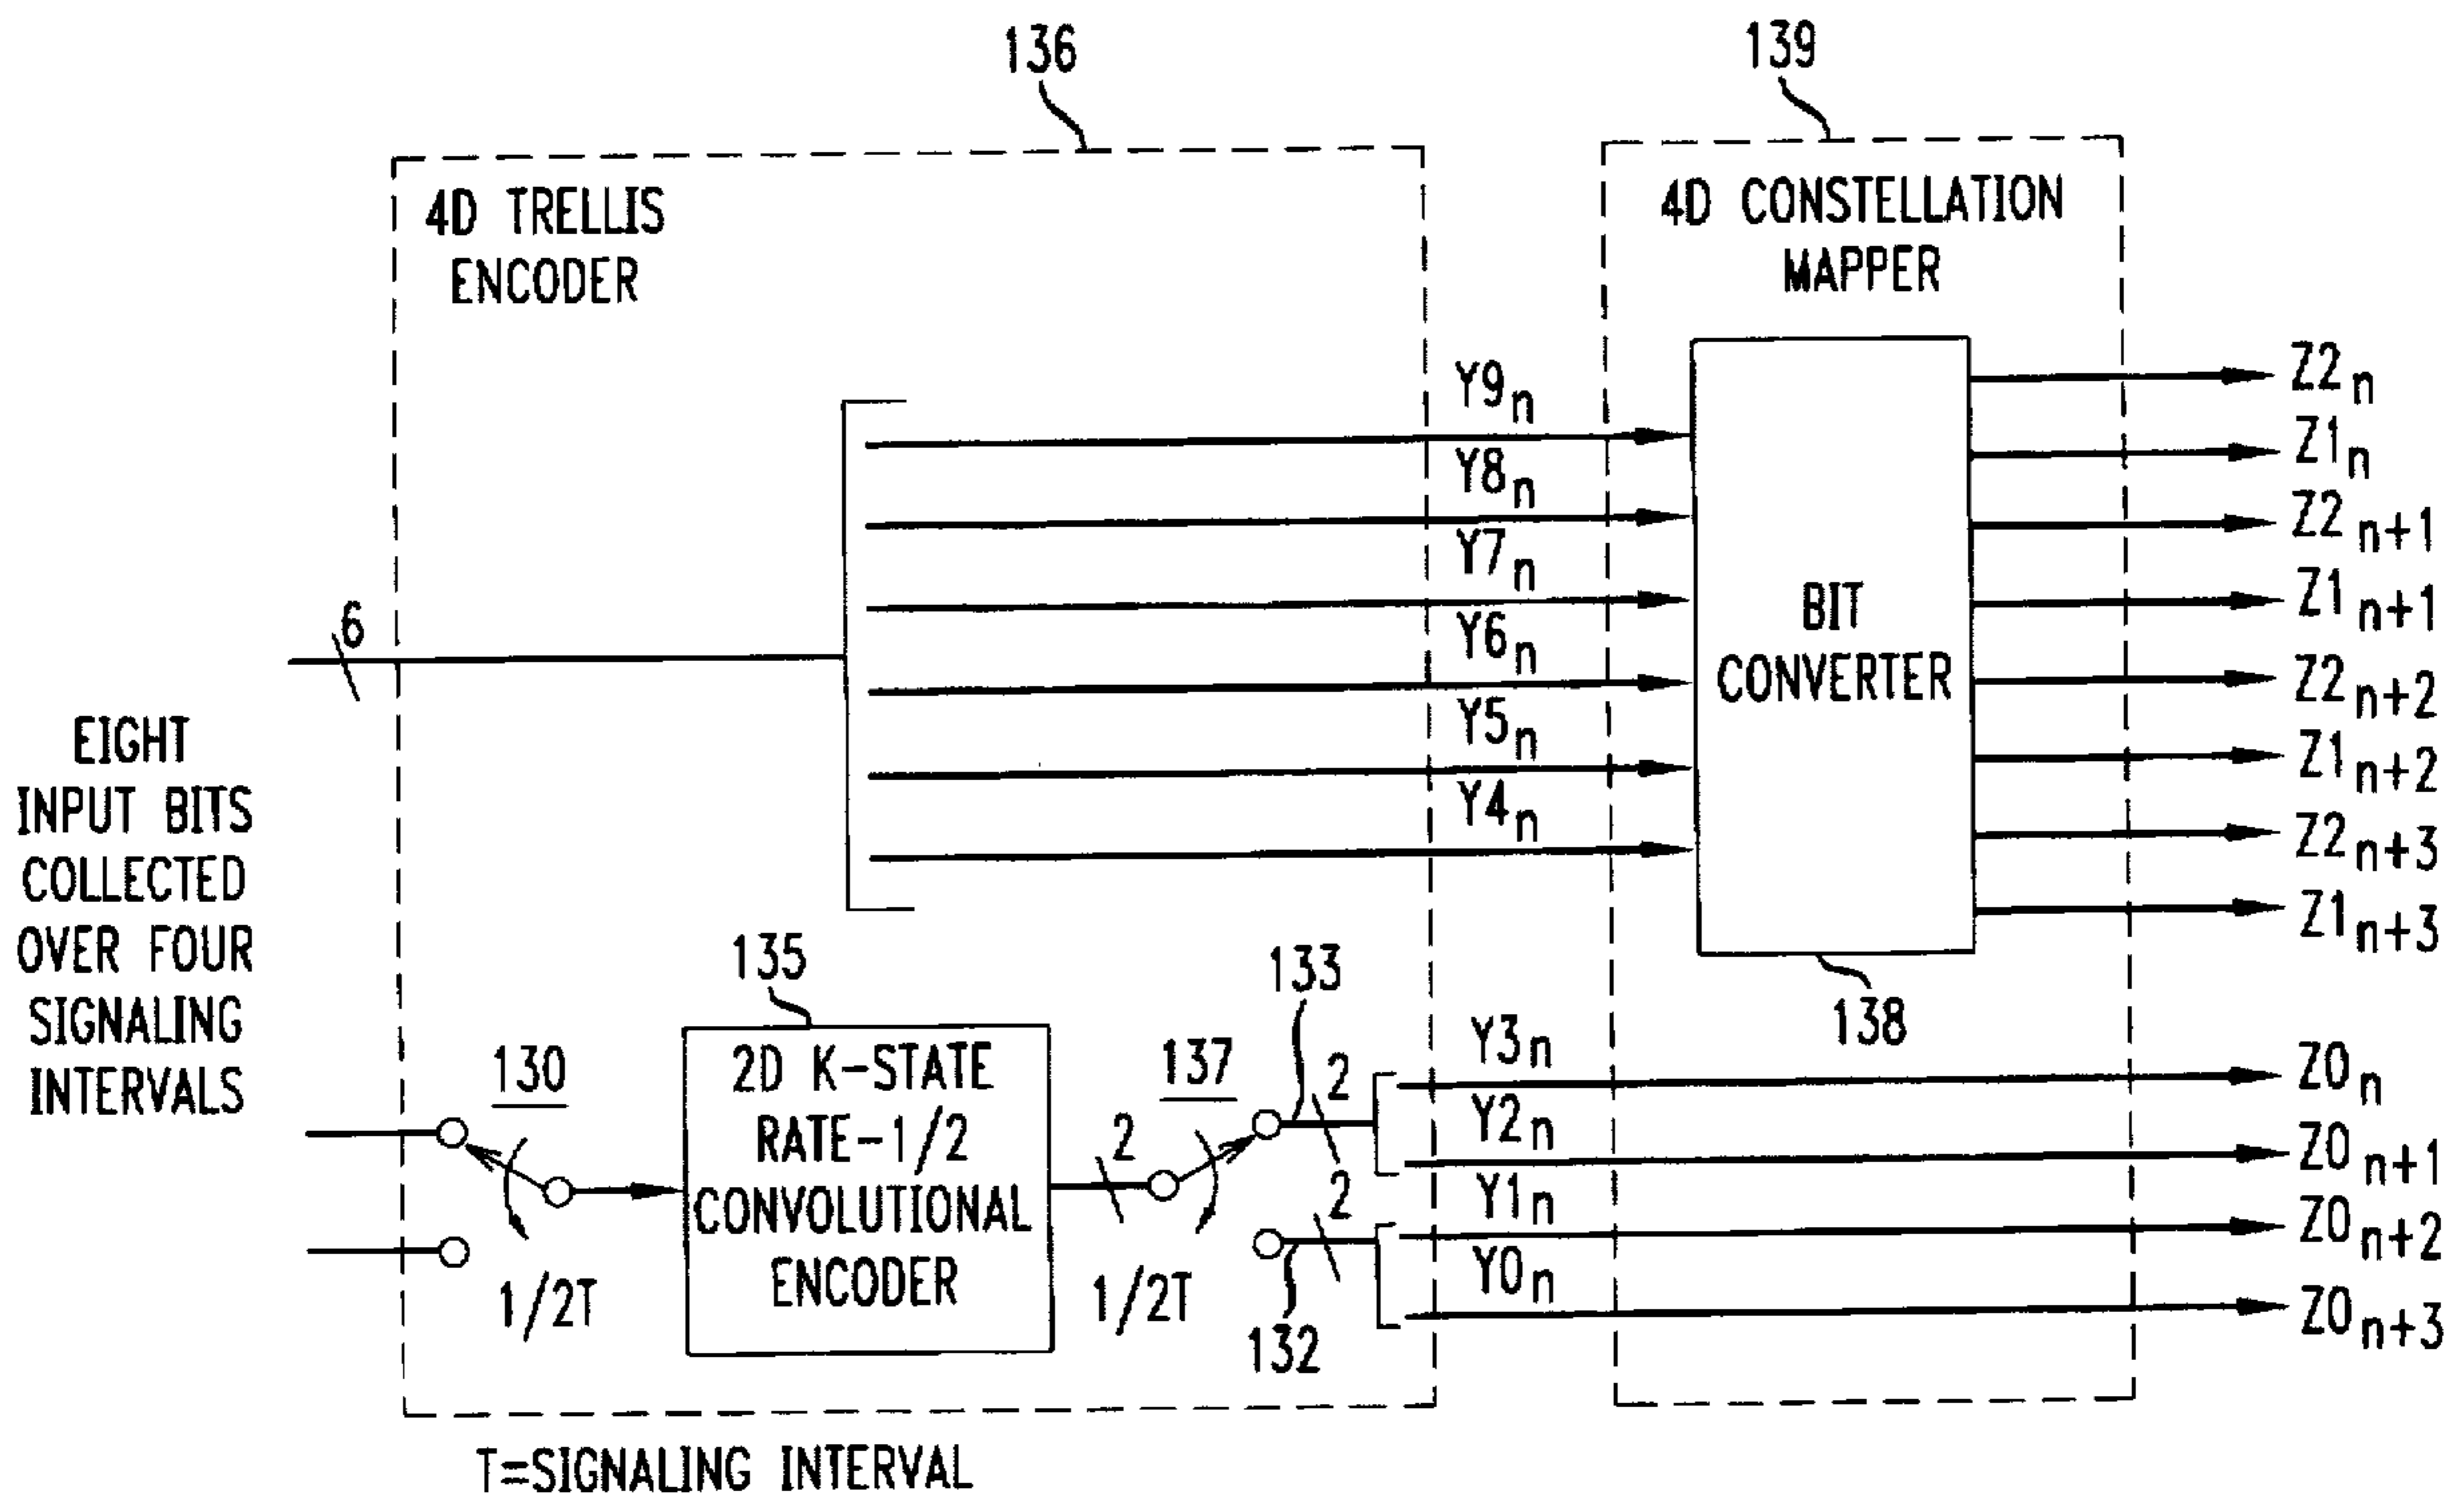 136
139
4D TRELLIS
ENCODER
4D CONSTELLATION
MAPPER
Y9n
Y8n
Y7n
Y6n
Y5n
Y4n
6
BIT
CONVERTER
138
Z2n
Z1n
Z2n+1
Z1n+1
Z2n+2
Z1n+2
Z2n+3
Z1n+3
EIGHT
INPUT BITS
COLLECTED
OVER FOUR
SIGNALING
INTERVALS
130
1/2T
135
2D K-STATE
RATE-1/2
CONVOLUTIONAL
ENCODER
2
137
1/2T
133
2
2
132
Y3n
Y2n
Y1n
Y0n
Z0n
Z0n+1
Z0n+2
Z0n+3
T=SIGNALING INTERVAL